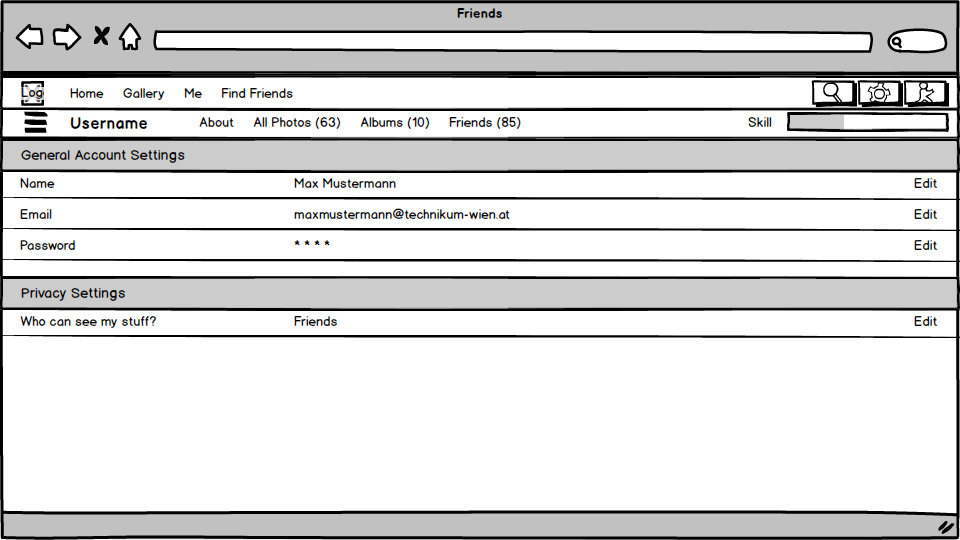 Friends
Log Home Gallery Me Find Friends
Username About All Photos (63) Albums (10) Friends (85) Skill
General Account Settings
Name Max Mustermann Edit
Email maxmustermann@technikum-wien.at Edit
Password * * * * Edit
Privacy Settings
Who can see my stuff? Friends Edit